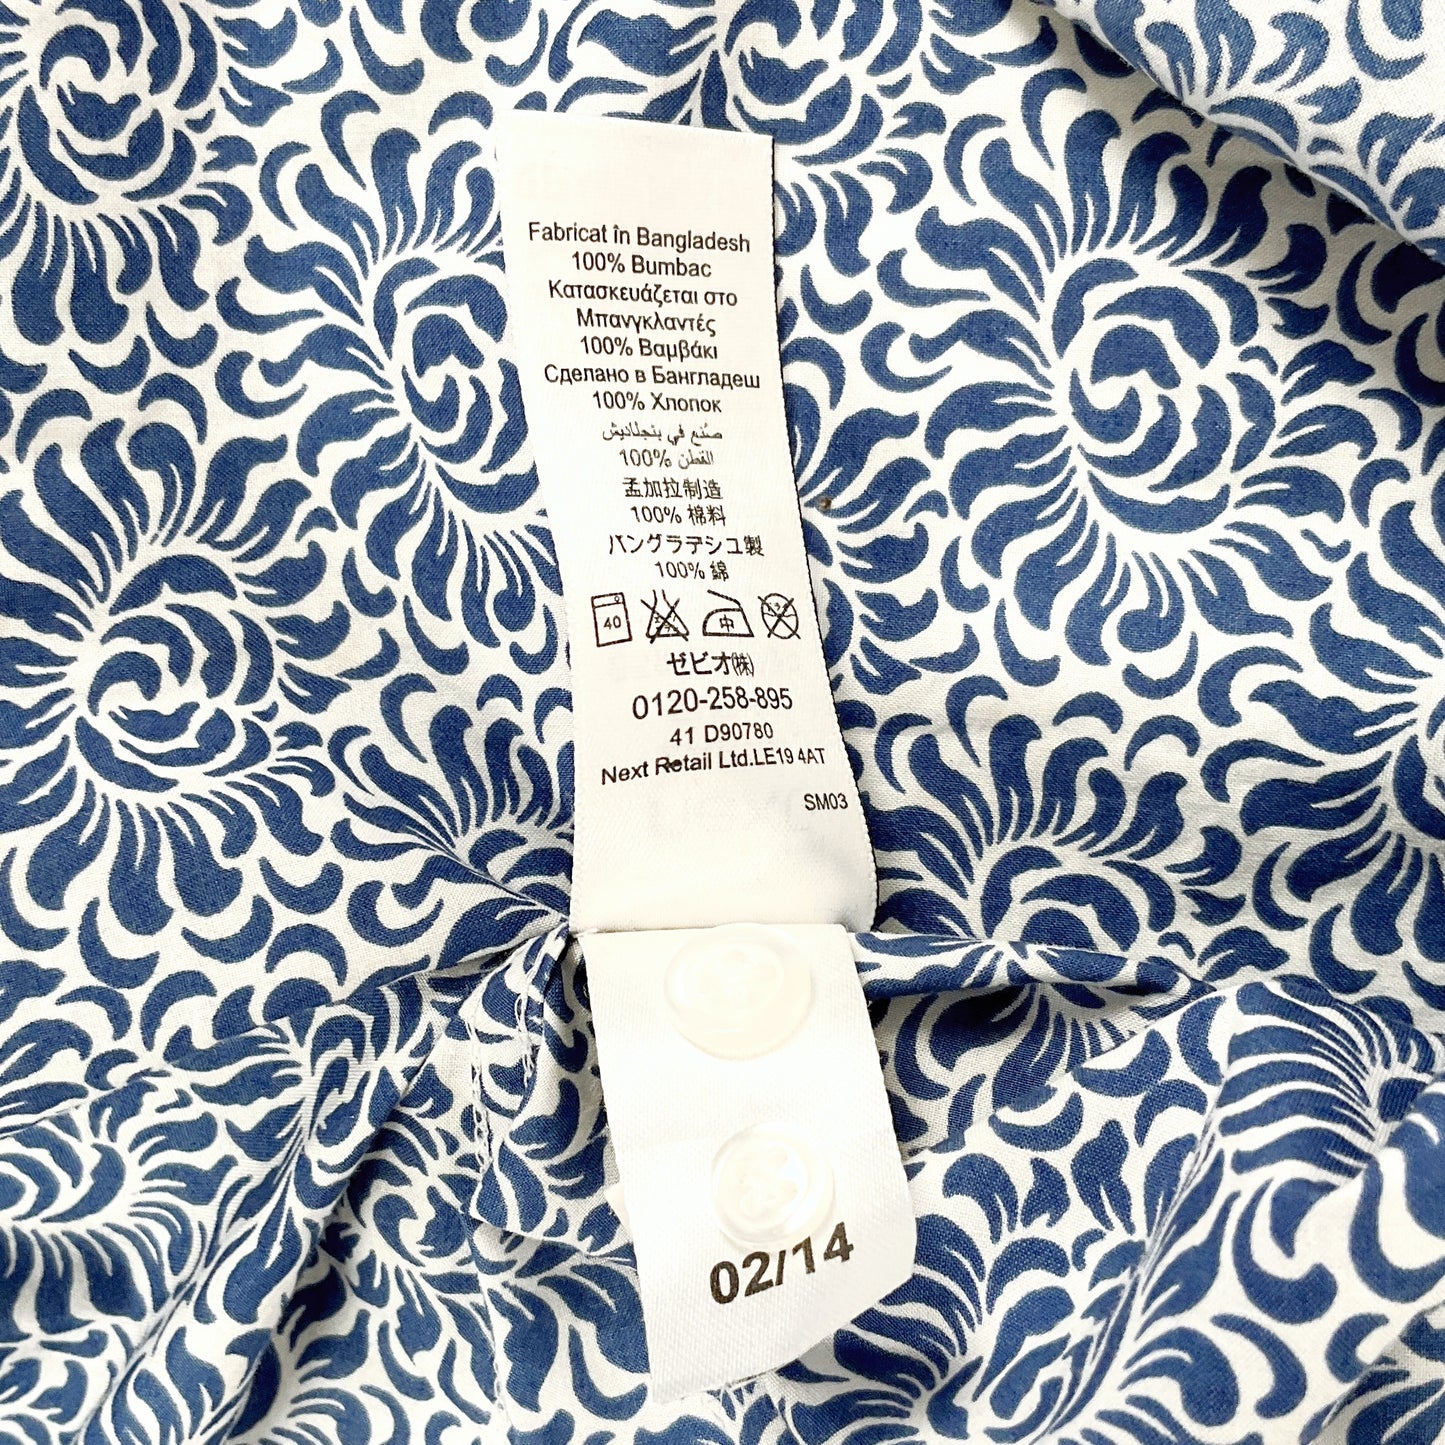 Fabricat în Bangladesh
100% Bumbac
Κατασκευάζεται στο
Μπανγκλαντές
100% Βαμβάκι
Сделано в Бангладеш
100% Хлопок
صُنع في بنجلاديش
100% القطن
孟加拉制造
100% 棉料
バングラデシュ製
100% 綿
40 中
ゼビオ㈱
0120-258-895
41 D90780
Next Retail Ltd.LE19 4AT
SM03
02/14